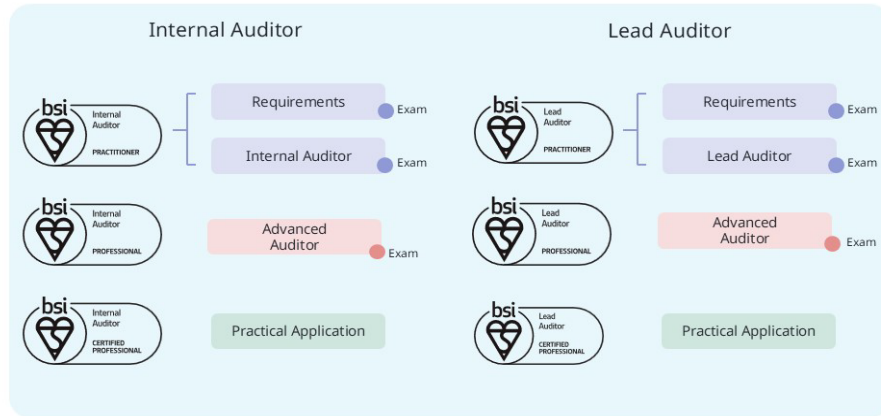 Internal Auditor
Lead Auditor
bsi
Internal
Auditor
PRACTITIONER
Requirements
Exam
Internal Auditor
Exam
bsi
Lead
Auditor
PRACTITIONER
Requirements
Exam
Lead Auditor
Exam
bsi
Internal
Auditor
PROFESSIONAL
Advanced
Auditor
Exam
bsi
Lead
Auditor
PROFESSIONAL
Advanced
Auditor
Exam
bsi
Internal
Auditor
CERTIFIED
PROFESSIONAL
Practical Application
bsi
Lead
Auditor
CERTIFIED
PROFESSIONAL
Practical Application